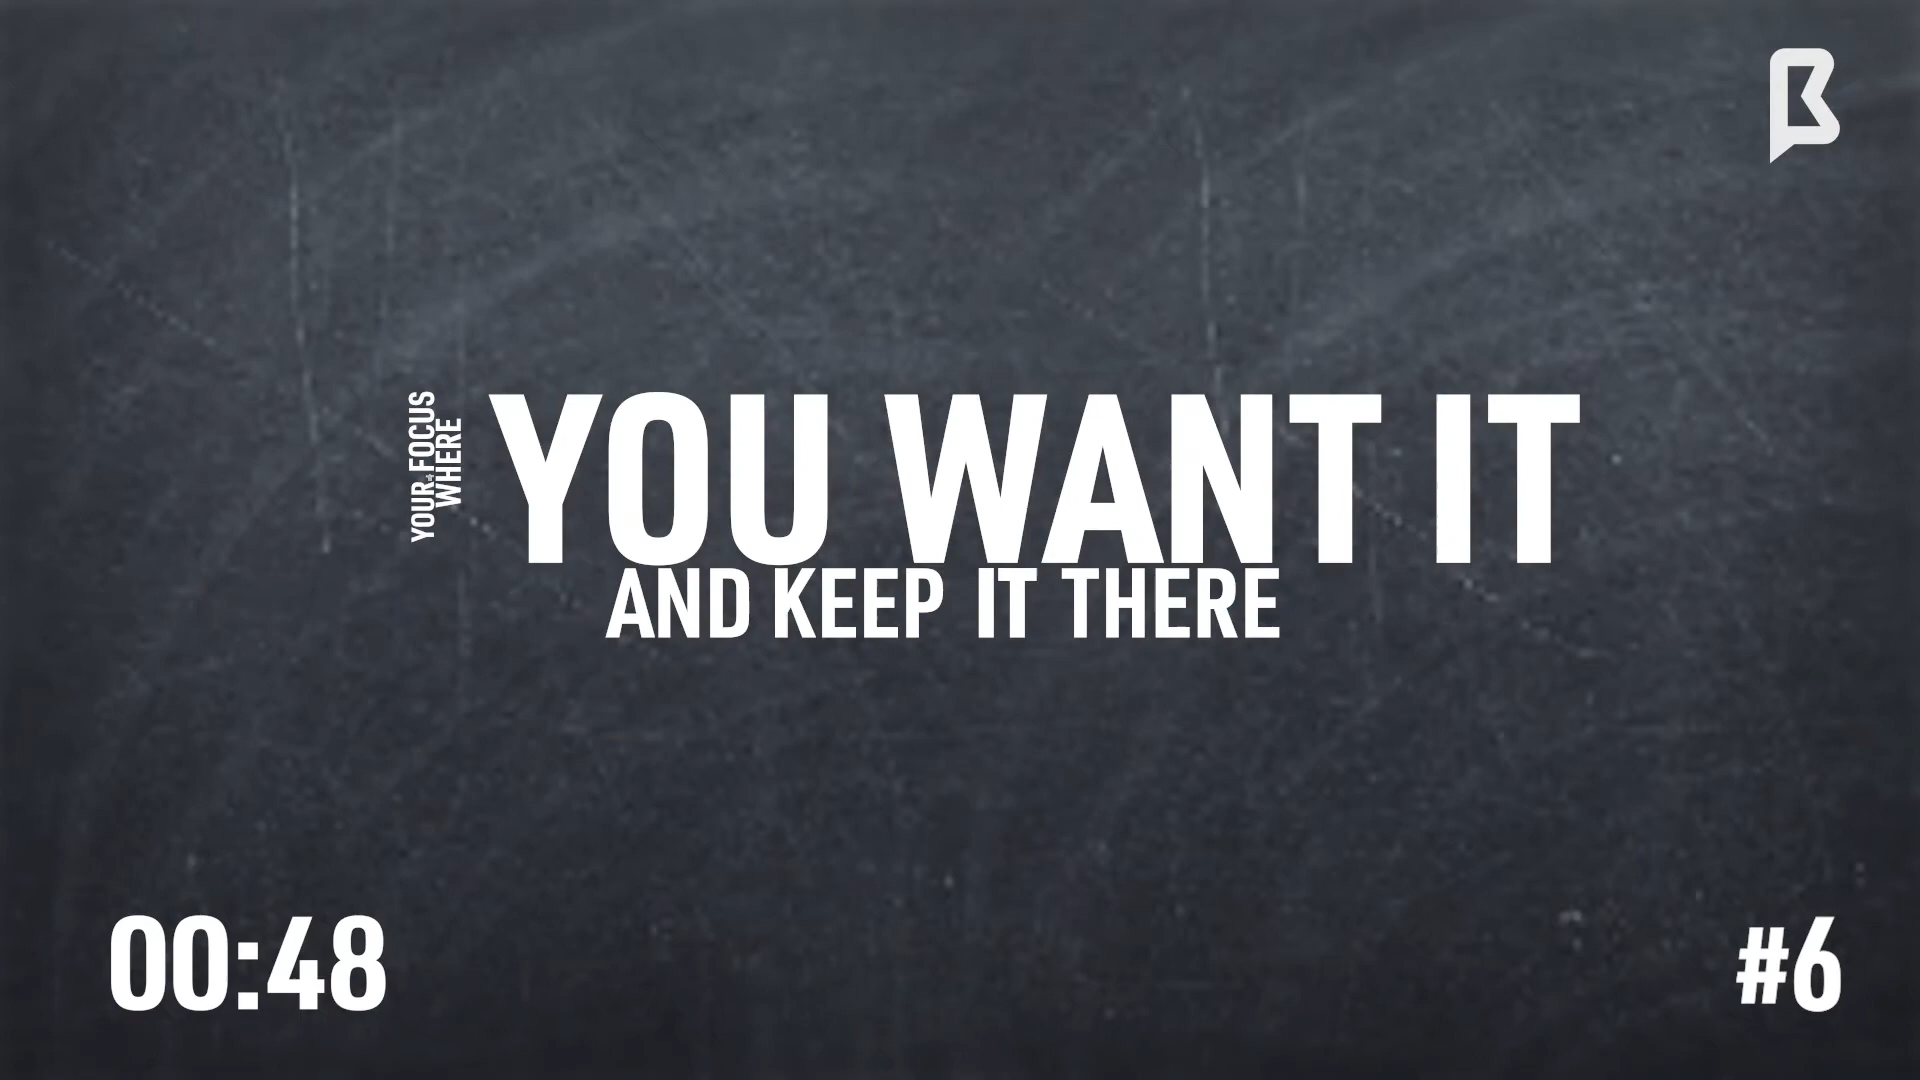 YOUR FOCUS
WHERE
YOU WANT IT
AND KEEP IT THERE
00:48
#6